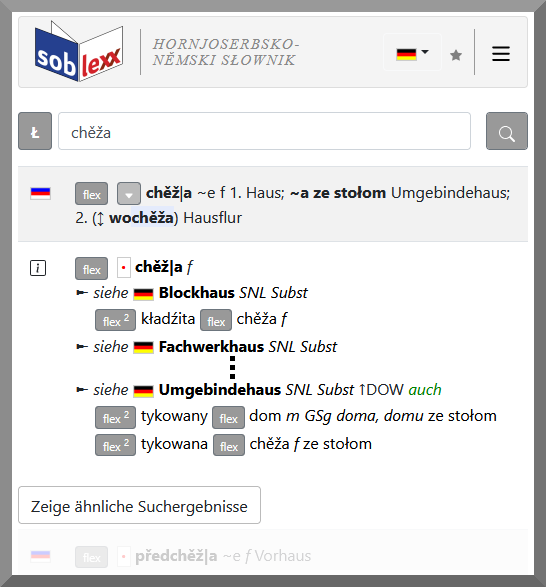 soblexx
HORNJOSERBSKO-
NĚMSKI SŁOWNIK
Ł
chěža
flex chěž|a ~e f 1. Haus; ~a ze stołom Umgebindehaus;
2. (↕ wochěža) Hausflur
i flex chěž|a f
► siehe Blockhaus SNL Subst
flex 2 kładźita flex chěža f
► siehe Fachwerkhaus SNL Subst
► siehe Umgebindehaus SNL Subst ↑DOW auch
flex 2 tykowany flex dom m GSg doma, domu ze stołom
flex 2 tykowana flex chěža f ze stołom
Zeige ähnliche Suchergebnisse
flex předchěž|a ~e f Vorhaus